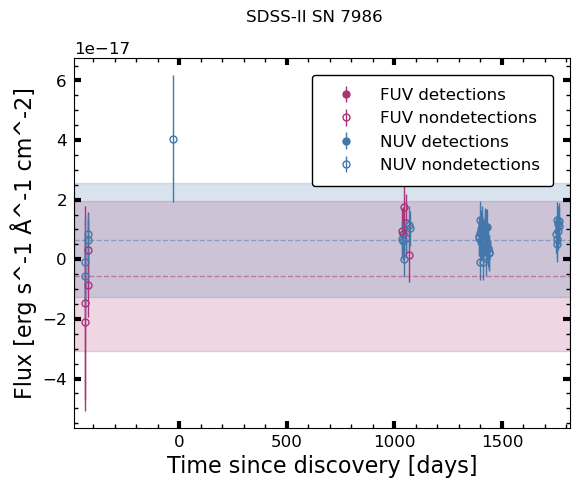 SDSS-II SN 7986
1e−17
6
4
2
0
−2
−4
Flux [erg s^-1 Å^-1 cm^-2]
FUV detections
FUV nondetections
NUV detections
NUV nondetections
0 500 1000 1500
Time since discovery [days]